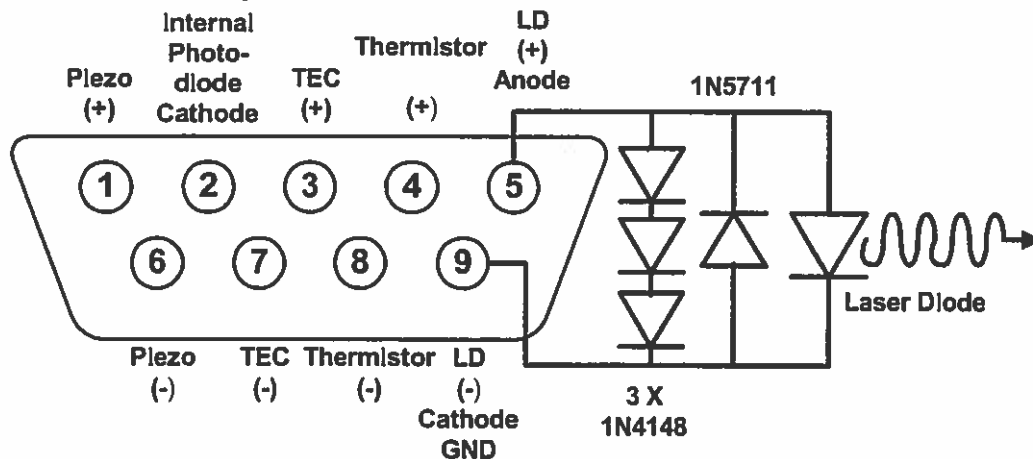 Internal
Photo-
diode
Cathode
Piezo
(+)
TEC
(+)
Thermistor
(+)
LD
(+)
Anode
1N5711
1 2 3 4 5
6 7 8 9
Laser Diode
Piezo
(-)
TEC
(-)
Thermistor
(-)
LD
(-)
Cathode
GND
3 X
1N4148